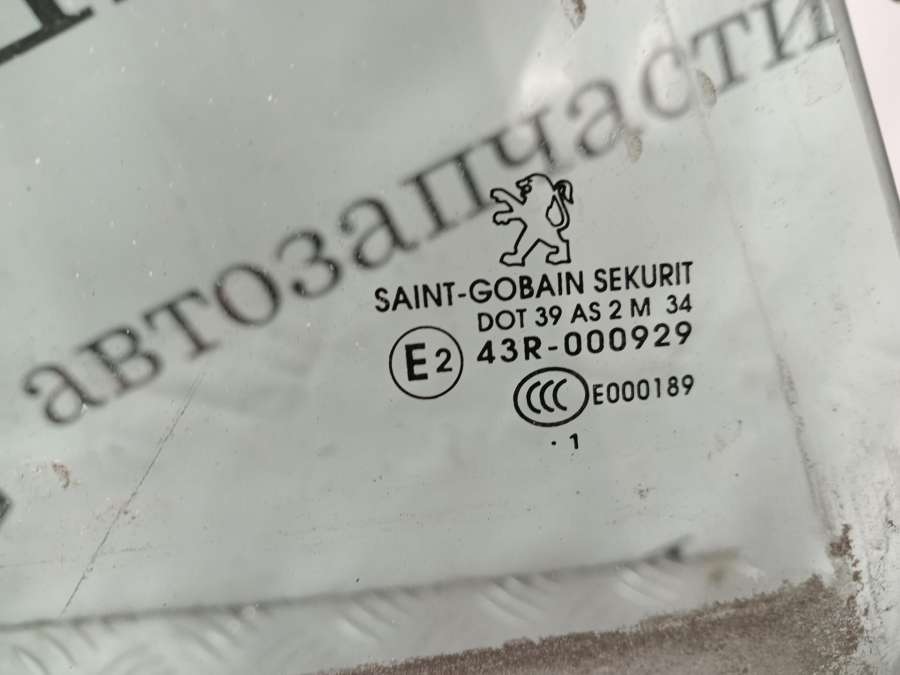 автозапчасти
SAINT-GOBAIN SEKURIT
DOT 39 AS 2 M 34
E2 43R-000929
CCC E000189
. 1